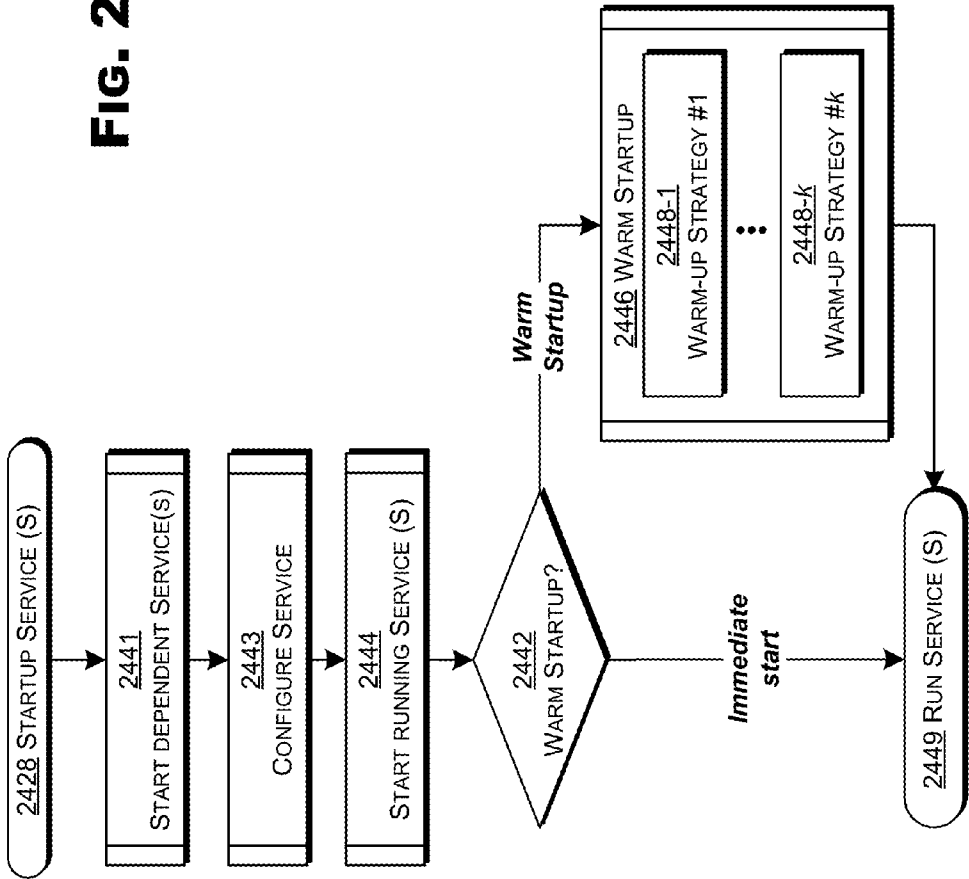 FIG. 2
2428 STARTUP SERVICE (S)
2441
START DEPENDENT SERVICE(S)
2443
CONFIGURE SERVICE
2444
START RUNNING SERVICE (S)
2442
WARM STARTUP?
Warm
Startup
2446 WARM STARTUP
2448-1
WARM-UP STRATEGY #1
2448-k
WARM-UP STRATEGY #k
Immediate
start
2449 RUN SERVICE (S)